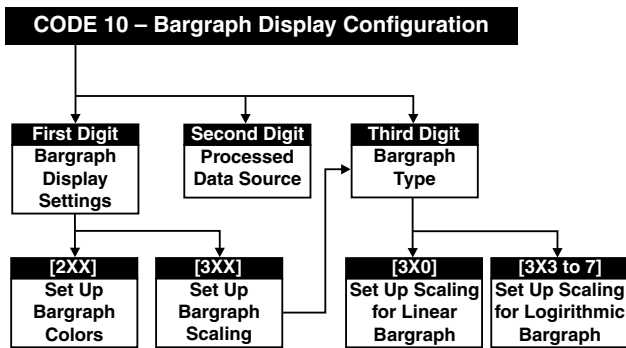 CODE 10 – Bargraph Display Configuration
First Digit
Bargraph
Display
Settings
Second Digit
Processed
Data Source
Third Digit
Bargraph
Type
[2XX]
Set Up
Bargraph
Colors
[3XX]
Set Up
Bargraph
Scaling
[3X0]
Set Up Scaling
for Linear
Bargraph
[3X3 to 7]
Set Up Scaling
for Logirithmic
Bargraph